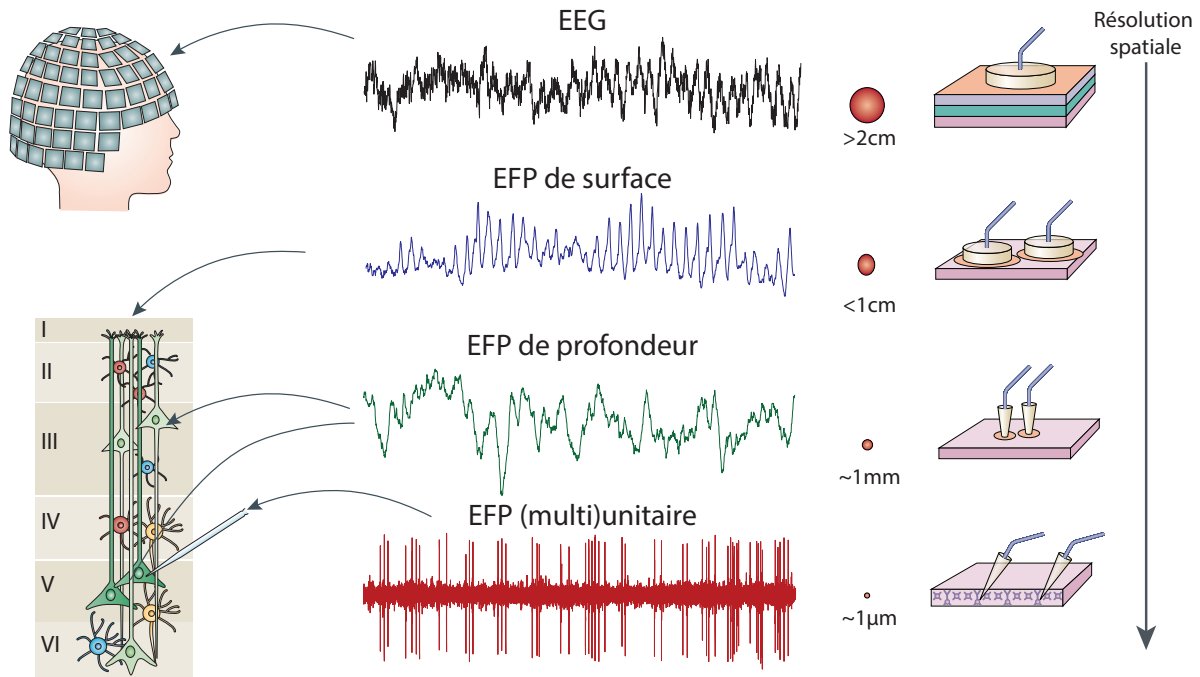 EEG
Résolution
spatiale
>2cm
EFP de surface
<1cm
I
II
III
IV
V
VI
EFP de profondeur
~1mm
EFP (multi)unitaire
~1µm